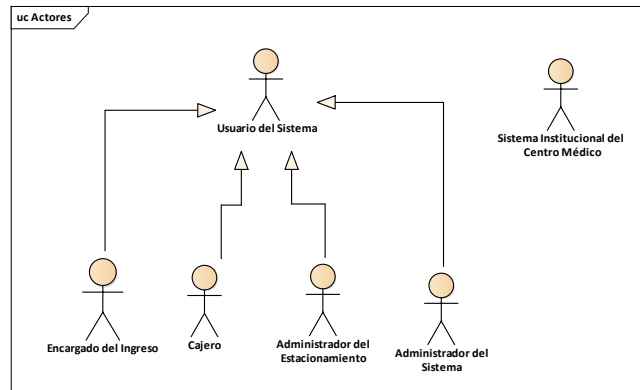 uc Actores
Usuario del Sistema
Sistema Institucional del
Centro Médico
Encargado del Ingreso
Cajero
Administrador del
Estacionamiento
Administrador del
Sistema